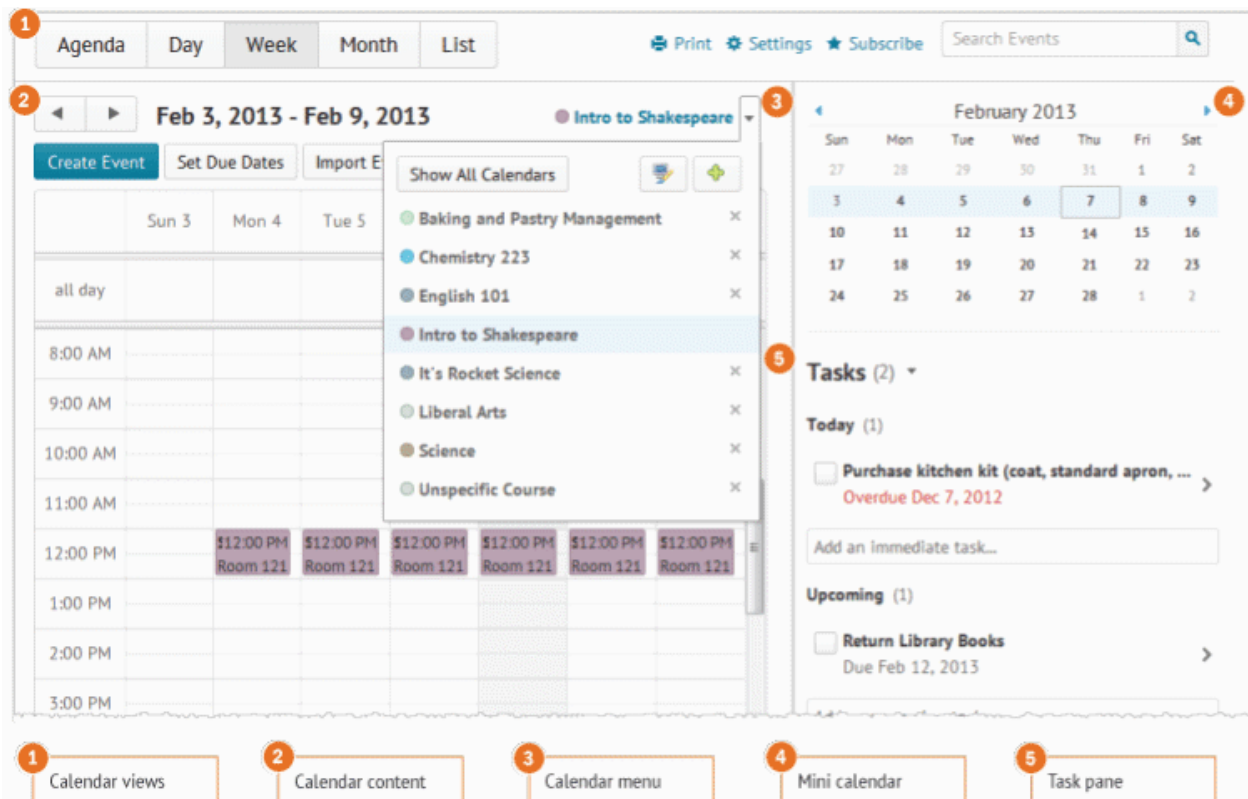 1
Agenda Day Week Month List
Print Settings Subscribe Search Events
2
Feb 3, 2013 - Feb 9, 2013
Intro to Shakespeare
Create Event Set Due Dates Import E
Sun 3 Mon 4 Tue 5
all day
8:00 AM
9:00 AM
10:00 AM
11:00 AM
12:00 PM
$12:00 PM $12:00 PM $12:00 PM $12:00 PM $12:00 PM $12:00 PM
Room 121 Room 121 Room 121 Room 121 Room 121 Room 121
1:00 PM
2:00 PM
3:00 PM
3
Show All Calendars
Baking and Pastry Management
Chemistry 223
English 101
Intro to Shakespeare
It's Rocket Science
Liberal Arts
Science
Unspecific Course
4
February 2013
Sun Mon Tue Wed Thu Fri Sat
27 28 29 30 31 1 2
3 4 5 6 7 8 9
10 11 12 13 14 15 16
17 18 19 20 21 22 23
24 25 26 27 28 1 2
5
Tasks (2)
Today (1)
Purchase kitchen kit (coat, standard apron, ...
Overdue Dec 7, 2012
Add an immediate task...
Upcoming (1)
Return Library Books
Due Feb 12, 2013
1 Calendar views
2 Calendar content
3 Calendar menu
4 Mini calendar
5 Task pane